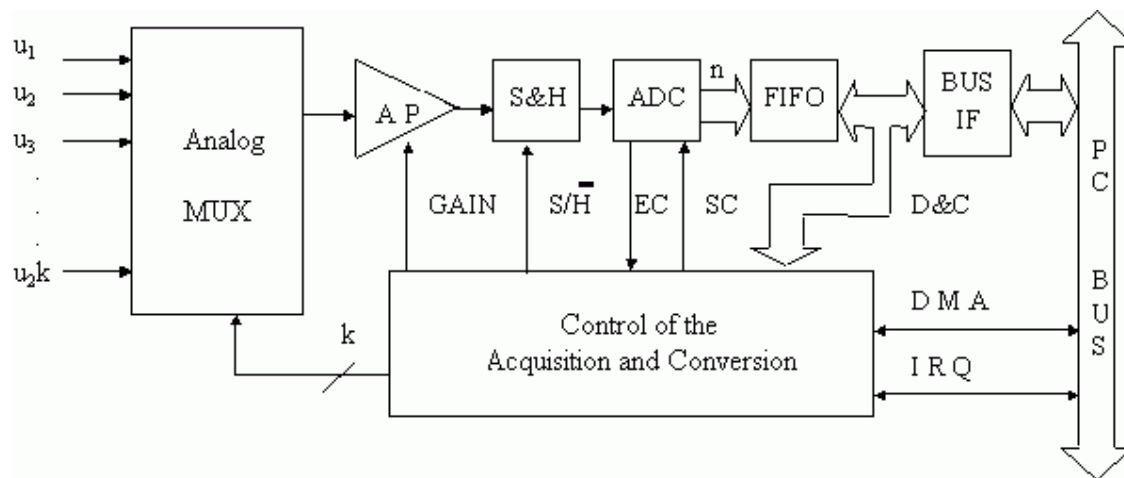 u1
u2
u3
.
.
.
u2k
Analog
MUX
A P
S&H
ADC
n
FIFO
BUS
IF
GAIN
S/H̅
EC
SC
D&C
k
Control of the
Acquisition and Conversion
D M A
I R Q
P
C
B
U
S